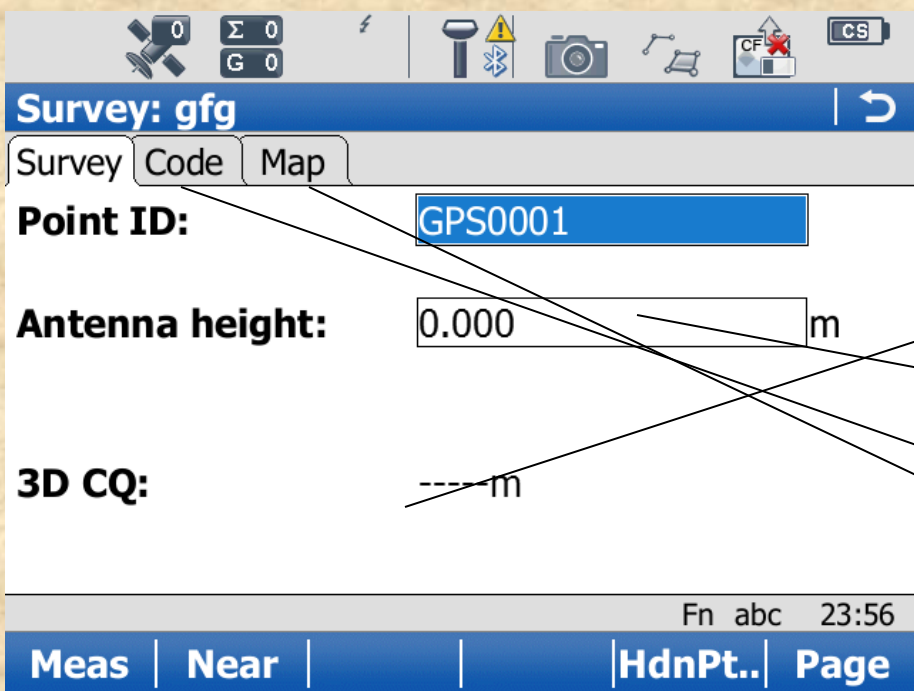 0 Σ 0
G 0
CF
CS
Survey: gfg
Survey Code Map
Point ID: GPS0001
Antenna height: 0.000 m
3D CQ: -----m
Fn abc 23:56
Meas Near HdnPt.. Page